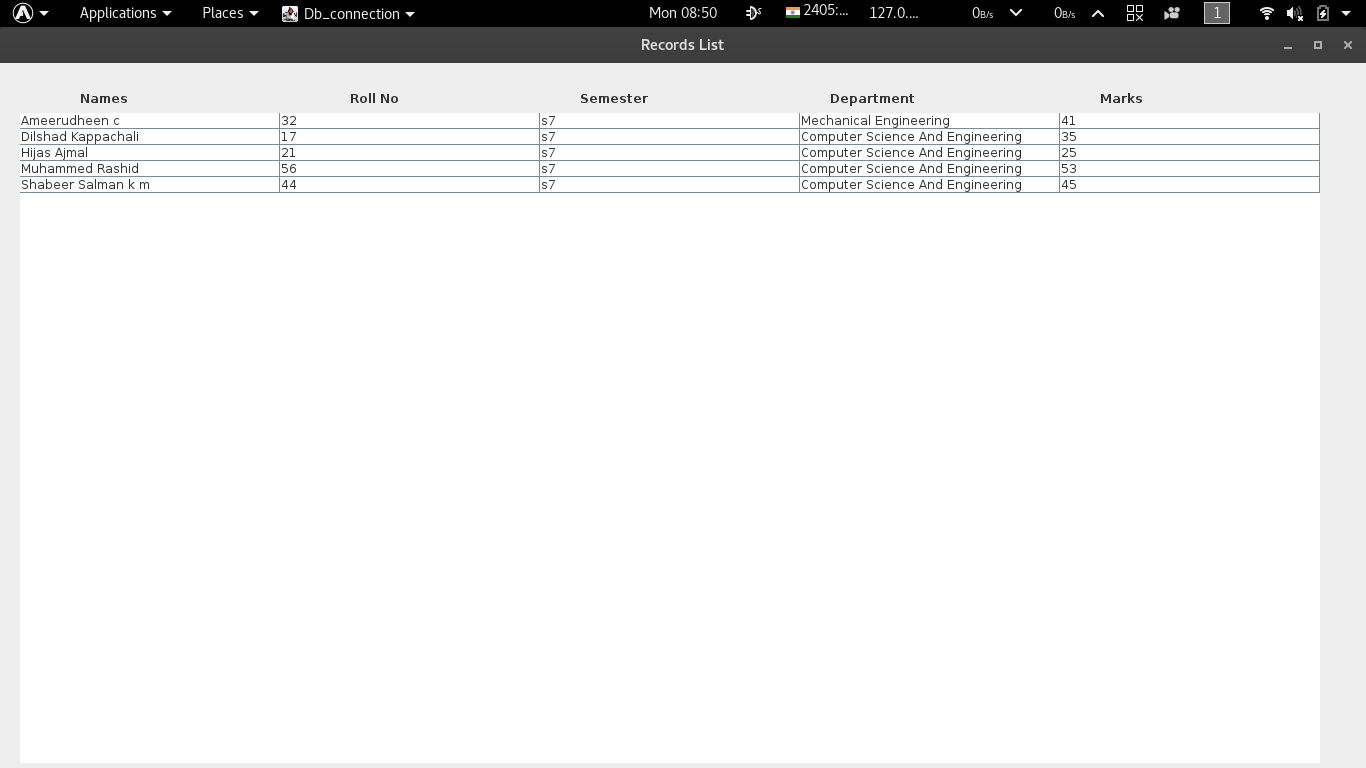 Applications Places Db_connection Mon 08:50 2405:... 127.0.... 0B/s 0B/s 1
Records List
Names Roll No Semester Department Marks
Ameerudheen c 32 s7 Mechanical Engineering 41
Dilshad Kappachali 17 s7 Computer Science And Engineering 35
Hijas Ajmal 21 s7 Computer Science And Engineering 25
Muhammed Rashid 56 s7 Computer Science And Engineering 53
Shabeer Salman k m 44 s7 Computer Science And Engineering 45